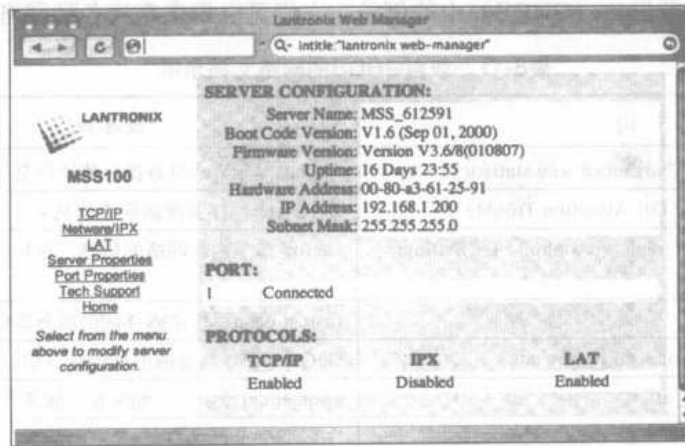 Lantronix Web Manager
Q- intitle:"lantronix web-manager"
LANTRONIX
MSS100
TCP/IP
Netware/IPX
LAT
Server Properties
Port Properties
Tech Support
Home
Select from the menu
above to modify server
configuration.
SERVER CONFIGURATION:
Server Name: MSS_612591
Boot Code Version: V1.6 (Sep 01, 2000)
Firmware Version: Version V3.6/8(010807)
Uptime: 16 Days 23:55
Hardware Address: 00-80-a3-61-25-91
IP Address: 192.168.1.200
Subnet Mask: 255.255.255.0
PORT:
1 Connected
PROTOCOLS:
TCP/IP IPX LAT
Enabled Disabled Enabled